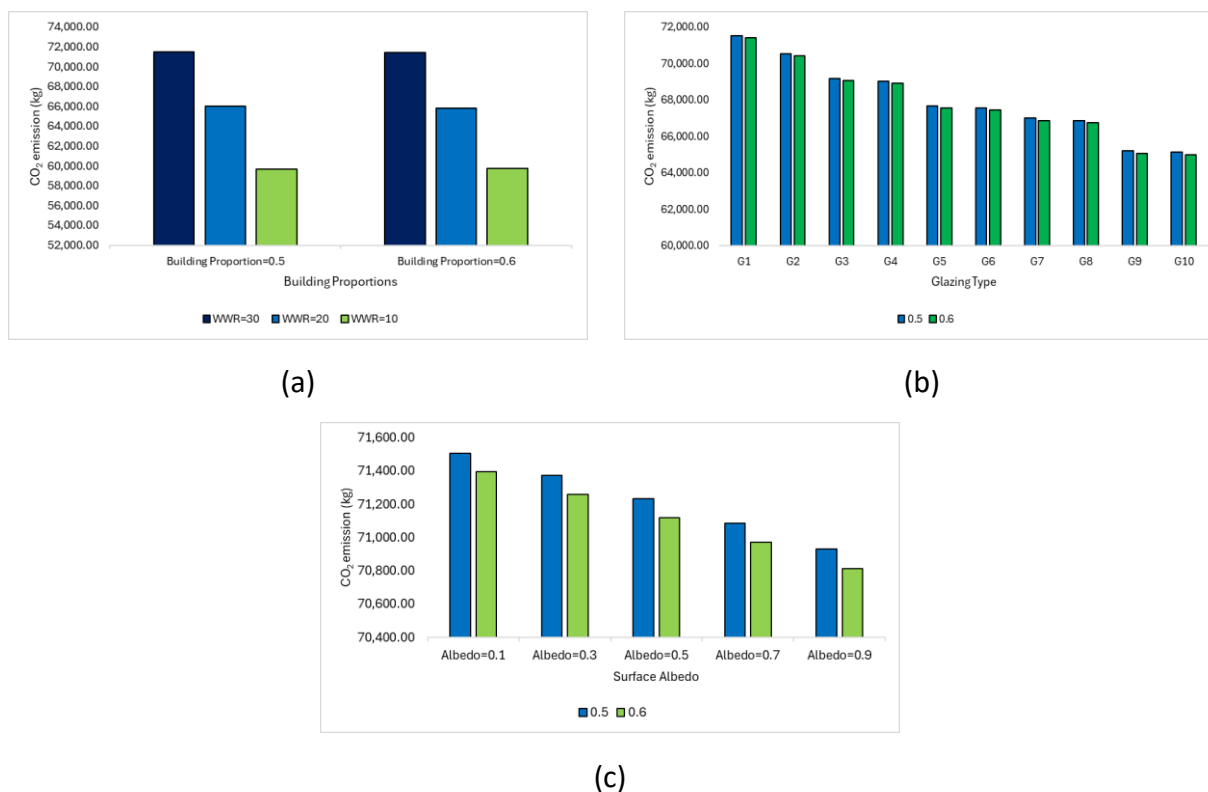 74,000.00
72,000.00
70,000.00
68,000.00
66,000.00
64,000.00
62,000.00
60,000.00
58,000.00
56,000.00
54,000.00
52,000.00
CO2 emission (kg)
Building Proportion=0.5 Building Proportion=0.6
Building Proportions
WWR=30 WWR=20 WWR=10
(a)
72,000.00
70,000.00
68,000.00
66,000.00
64,000.00
62,000.00
60,000.00
CO2 emission (kg)
G1 G2 G3 G4 G5 G6 G7 G8 G9 G10
Glazing Type
0.5 0.6
(b)
71,600.00
71,400.00
71,200.00
71,000.00
70,800.00
70,600.00
70,400.00
CO2 emission (kg)
Albedo=0.1 Albedo=0.3 Albedo=0.5 Albedo=0.7 Albedo=0.9
Surface Albedo
0.5 0.6
(c)